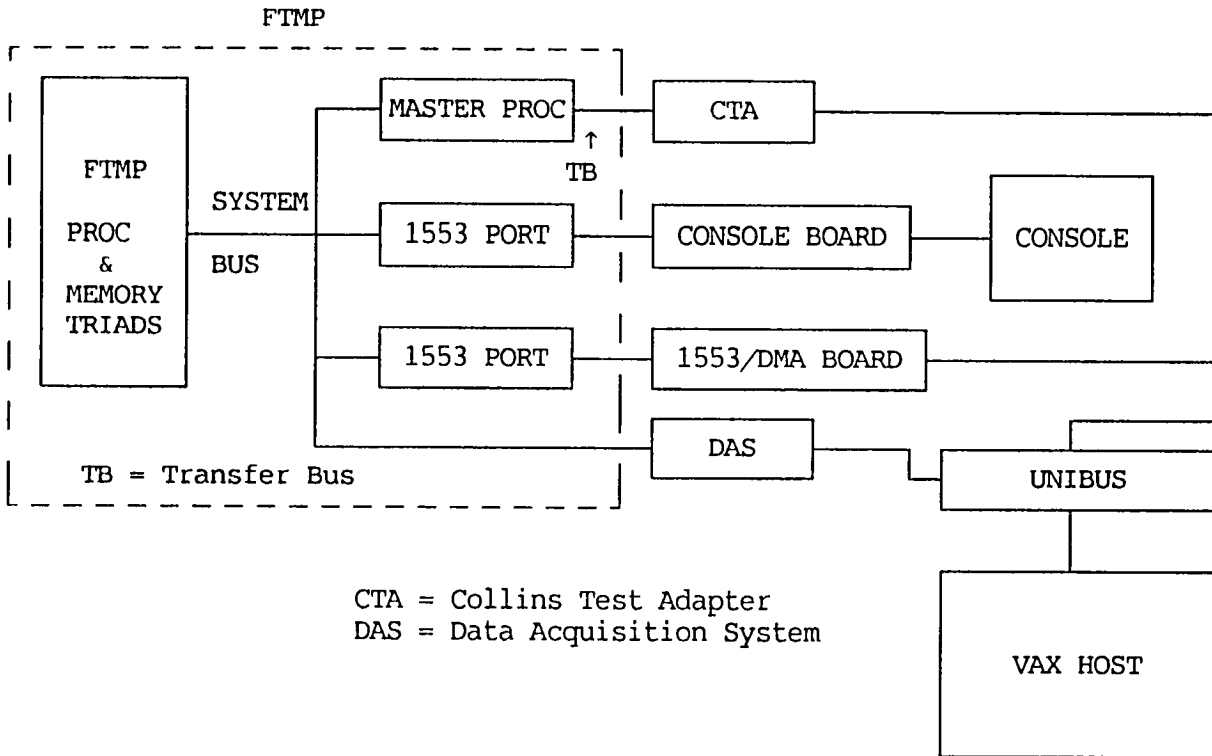 FTMP
FTMP
PROC
&
MEMORY
TRIADS
SYSTEM
BUS
MASTER PROC
↑
TB
CTA
1553 PORT
CONSOLE BOARD
CONSOLE
1553 PORT
1553/DMA BOARD
DAS
UNIBUS
TB = Transfer Bus
CTA = Collins Test Adapter
DAS = Data Acquisition System
VAX HOST